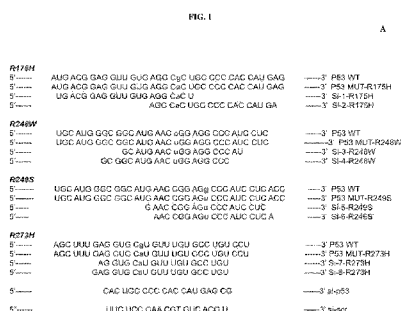 FIG. 1
A
R175H
5'------ AUG ACG GAG GUU GUG AGG CgC UGC CCC CAC CAU GAG ------3' P53 WT
5'------ AUG ACG GAG GUU GUG AGG CaC UGC CCC CAC CAU GAG ------3' P53 MUT-R175H
5'------ UG ACG GAG GUU GUG AGG CaC U ------3' Si-1-R175H
5'------ AGG CaC UGC CCC CAC CAU GA ------3' Si-2-R175H
R248W
5'------ UGC AUG GGC GGC AUG AAC cGG AGG CCC AUC CUC ------3' P53 WT
5'------ UGC AUG GGC GGC AUG AAC uGG AGG CCC AUC CUC ------3' P53 MUT-R248W
5'------ GC AUG AAC uGG AGG CCC AU ------3' Si-3-R248W
5'------ GC GGC AUG AAC uGG AGG CCC ------3' Si-4-R248W
R249S
5'------ UGC AUG GGC GGC AUG AAC CGG AGg CCC AUC CUC ACC ------3' P53 WT
5'------ UGC AUG GGC GGC AUG AAC CGG AGu CCC AUC CUC ACC ------3' P53 MUT-R249S
5'------ G AAC CGG AGu CCC AUC CUC ------3' Si-5-R249S
5'------ AAC CGG AGu CCC AUC CUC A ------3' Si-6-R249S
R273H
5'------ AGC UUU GAG GUG CgU GUU UGU GCC UGU CCU ------3' P53 WT
5'------ AGC UUU GAG GUG CaU GUU UGU GCC UGU CCU ------3' P53 MUT-R273H
5'------ AG GUG CaU GUU UGU GCC UGU ------3' Si-7-R273H
5'------ GAG GUG CaU GUU UGU GCC U ------3' Si-8-R273H
5'------ CAC UGC CCC CAC CAU GAG CG ------3' si-p53
5'------ UUC UCC GAA CGU GUC ACG U ------3' si-scr